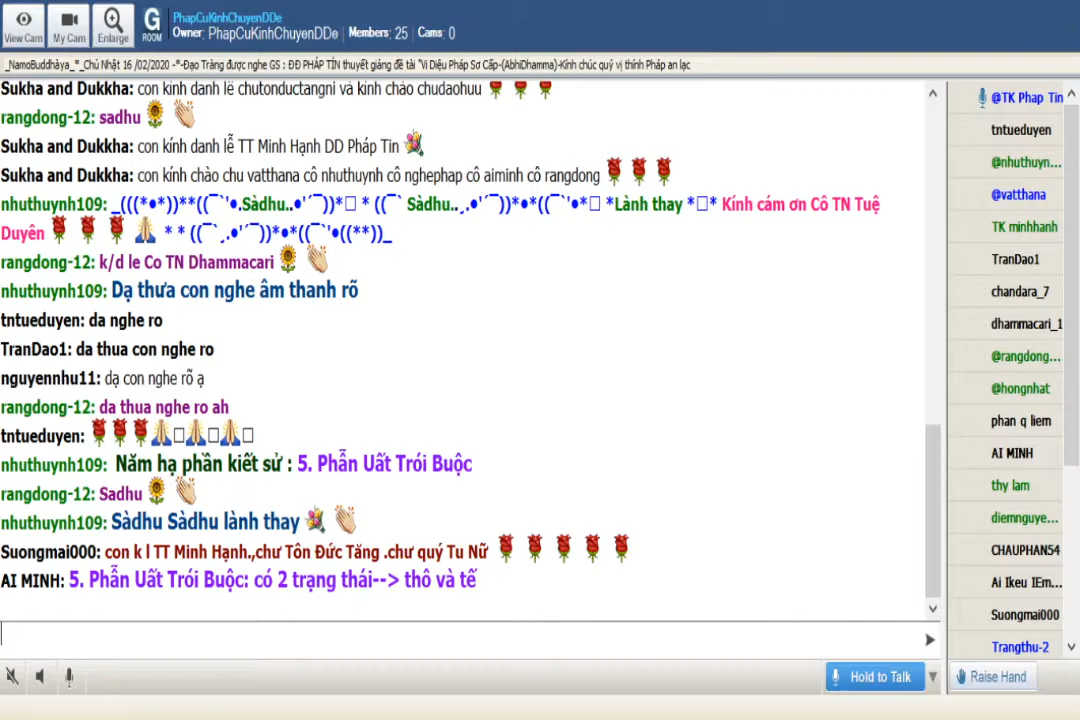 PhapCuKinhChuyenDDe
Owner: PhapCuKinhChuyenDDe | Members: 25 | Cams: 0
View Cam
My Cam
Enlarge
G ROOM
_NamoBuddhàya_*_Chủ Nhật 16 /02/2020 -*-Đạo Tràng được nghe GS : ĐĐ PHÁP TÍN thuyết giảng đề tài "Vi Diệu Pháp Sơ Cấp-(AbhiDhamma)-Kính chúc quý vị thính Pháp an lạc
Sukha and Dukkha: con kính danh lễ chutonductangni và kính chào chudaohuu
rangdong-12: sadhu
Sukha and Dukkha: con kính danh lễ TT Minh Hạnh DD Pháp Tin
Sukha and Dukkha: con kính chào chu vatthana cô nhuthuynh cô nghephap cô aiminh cô rangdong
nhuthuynh109: _(((*●*))**((¯`'●.Sàdhu..●'´¯))*□ * ((¯` Sàdhu..¸.●'´¯))*●*((¯`'●*□ *Lành thay *□* Kính cám ơn Cô TN Tuệ
Duyên * * ((¯`¸.●'´¯))*●*((¯`'●((**))_
rangdong-12: k/d le Co TN Dhammacari
nhuthuynh109: Dạ thưa con nghe âm thanh rõ
tntueduyen: da nghe ro
TranDao1: da thua con nghe ro
nguyennhu11: dạ con nghe rõ ạ
rangdong-12: da thua nghe ro ah
tntueduyen:
nhuthuynh109: Năm hạ phần kiết sử : 5. Phẫn Uất Trói Buộc
rangdong-12: Sadhu
nhuthuynh109: Sàdhu Sàdhu lành thay
Suongmai000: con k l TT Minh Hạnh.,chư Tôn Đức Tăng .chư quý Tu Nữ
AI MINH: 5. Phẫn Uất Trói Buộc: có 2 trạng thái--> thô và tế
@TK Phap Tin
tntueduyen
@nhuthuyn...
@vatthana
TK minhhanh
TranDao1
chandara_7
dhammacari_1
@rangdong...
@hongnhat
phan q liem
AI MINH
thy lam
diemnguye...
CHAUPHAN54
Ai lkeu IEm...
Suongmai000
Trangthu-2
Hold to Talk
Raise Hand